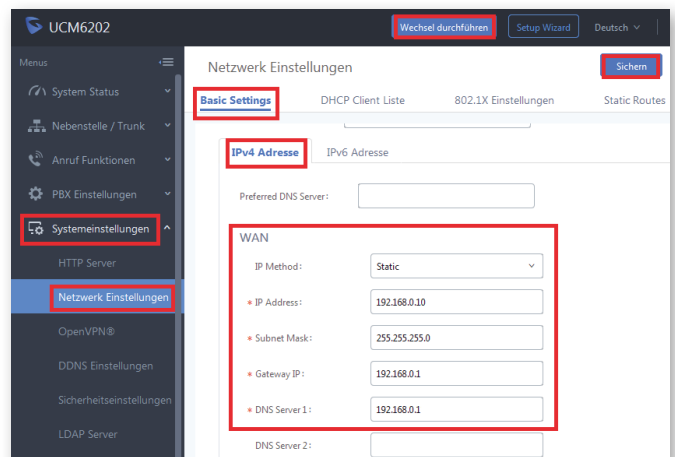 UCM6202
Wechsel durchführen
Setup Wizard
Deutsch
Menus
System Status
Nebenstelle / Trunk
Anruf Funktionen
PBX Einstellungen
Systemeinstellungen
HTTP Server
Netzwerk Einstellungen
OpenVPN®
DDNS Einstellungen
Sicherheitseinstellungen
LDAP Server
Netzwerk Einstellungen
Sichern
Basic Settings
DHCP Client Liste
802.1X Einstellungen
Static Routes
IPv4 Adresse
IPv6 Adresse
Preferred DNS Server:
WAN
IP Method: Static
* IP Address: 192.168.0.10
* Subnet Mask: 255.255.255.0
* Gateway IP: 192.168.0.1
* DNS Server 1: 192.168.0.1
DNS Server 2: